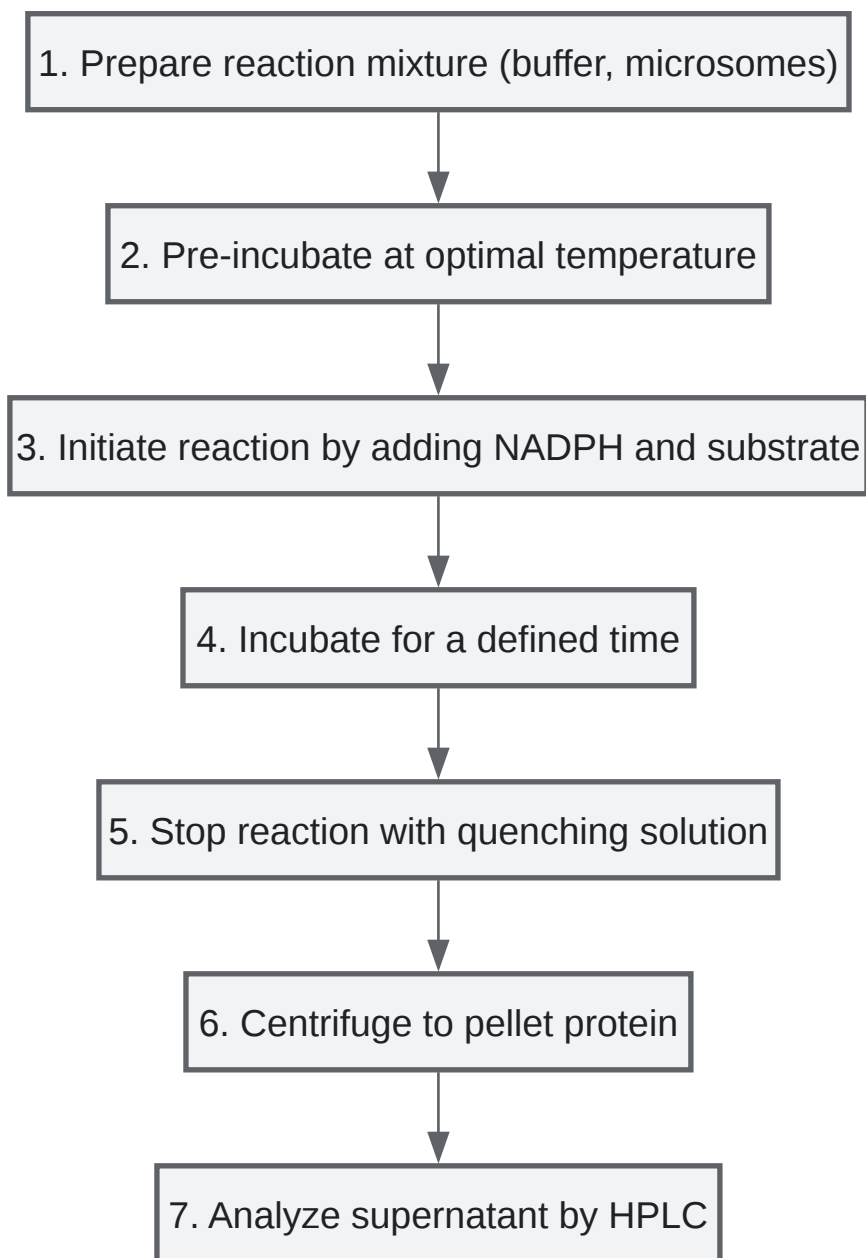 1. Prepare reaction mixture (buffer, microsomes)
2. Pre-incubate at optimal temperature
3. Initiate reaction by adding NADPH and substrate
4. Incubate for a defined time
5. Stop reaction with quenching solution
6. Centrifuge to pellet protein
7. Analyze supernatant by HPLC